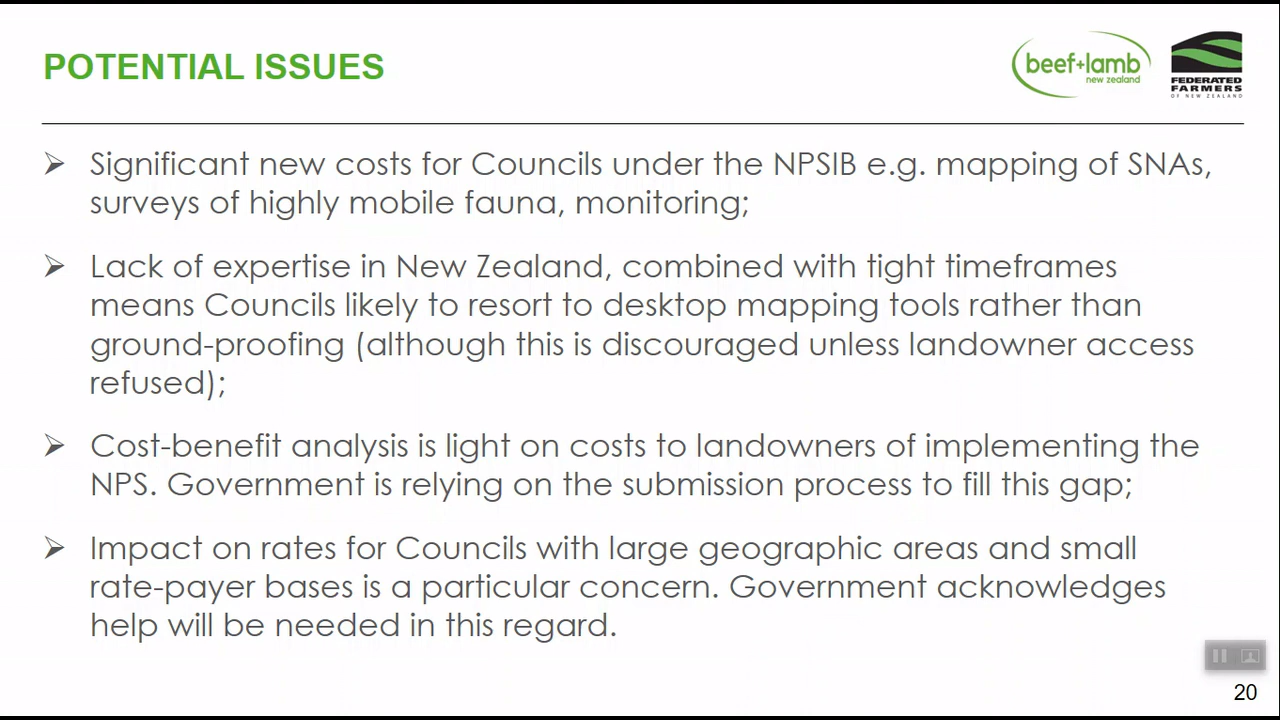 POTENTIAL ISSUES
beef+lamb
new zealand
FEDERATED
FARMERS
OF NEW ZEALAND
➢ Significant new costs for Councils under the NPSIB e.g. mapping of SNAs,
surveys of highly mobile fauna, monitoring;
➢ Lack of expertise in New Zealand, combined with tight timeframes
means Councils likely to resort to desktop mapping tools rather than
ground-proofing (although this is discouraged unless landowner access
refused);
➢ Cost-benefit analysis is light on costs to landowners of implementing the
NPS. Government is relying on the submission process to fill this gap;
➢ Impact on rates for Councils with large geographic areas and small
rate-payer bases is a particular concern. Government acknowledges
help will be needed in this regard.
20